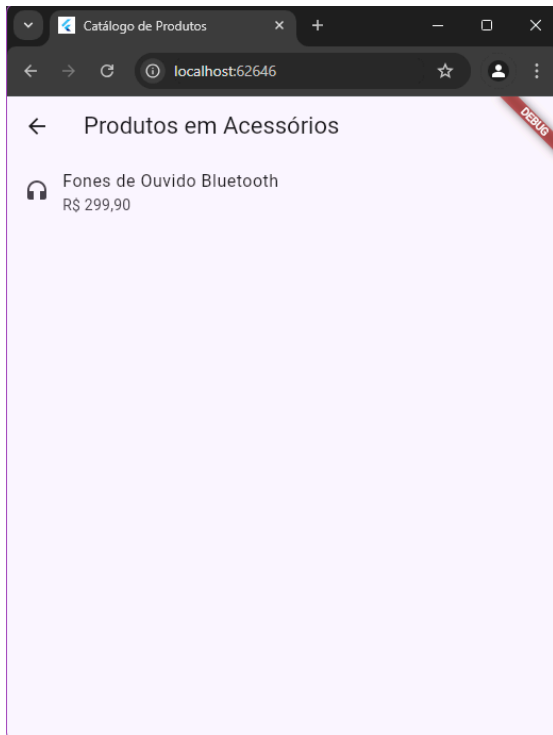 Catálogo de Produtos
localhost:62646
Produtos em Acessórios
DEBUG
Fones de Ouvido Bluetooth
R$ 299,90